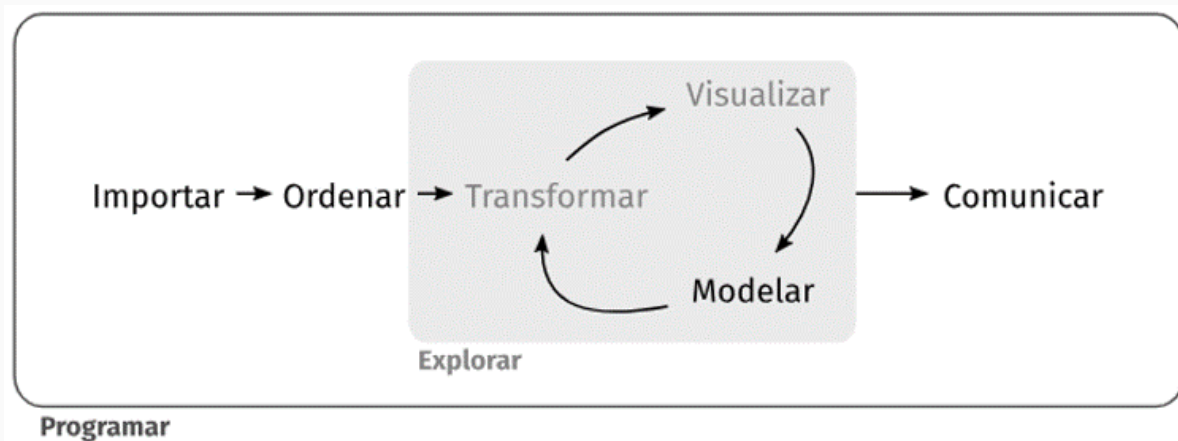 Visualizar
Importar → Ordenar → Transformar → Comunicar
Modelar
Explorar
Programar